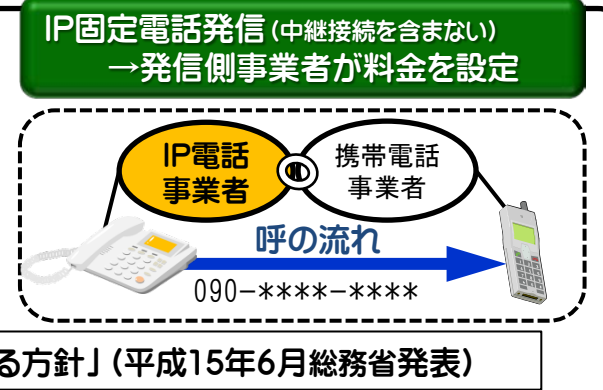 IP固定電話発信(中継接続を含まない)
→発信側事業者が料金を設定
IP電話
事業者
携帯電話
事業者
呼の流れ
090-****-****
る方針」(平成15年6月総務省発表)